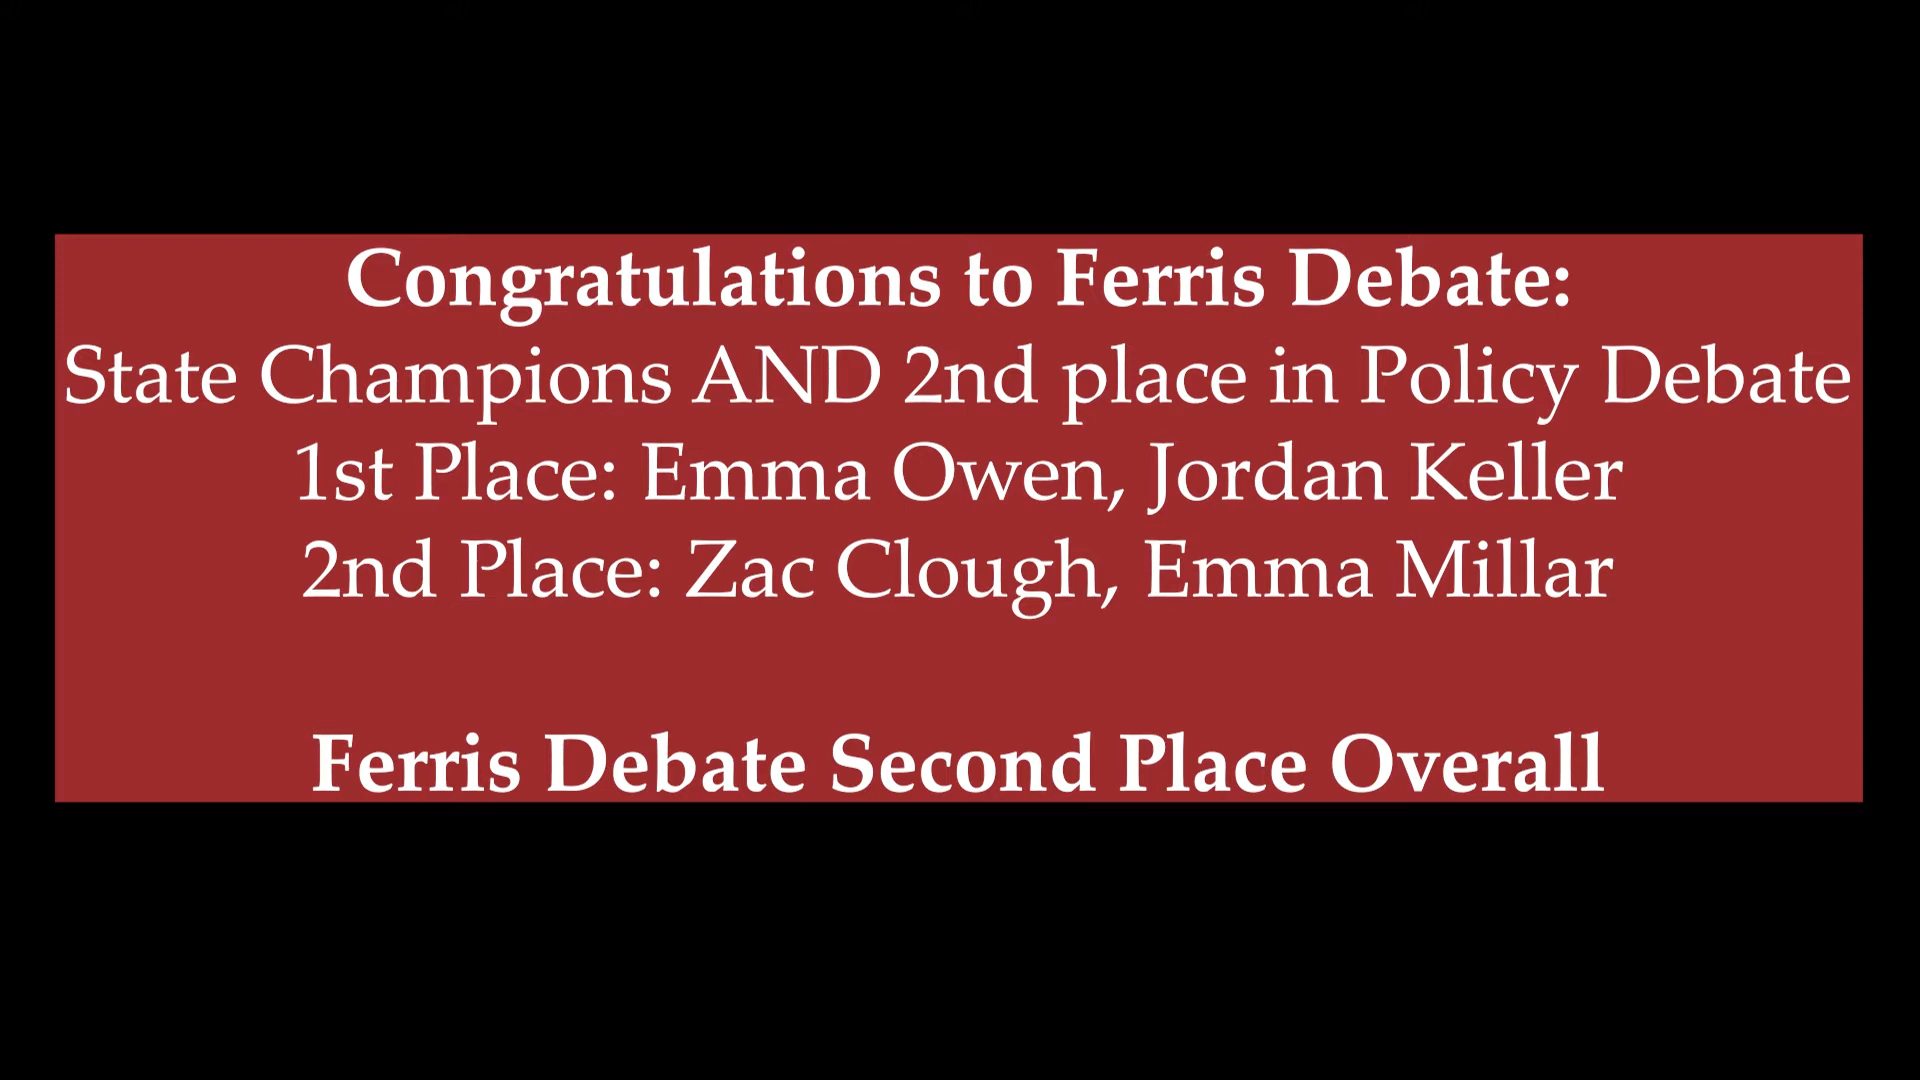 Congratulations to Ferris Debate:
State Champions AND 2nd place in Policy Debate
1st Place: Emma Owen, Jordan Keller
2nd Place: Zac Clough, Emma Millar
Ferris Debate Second Place Overall